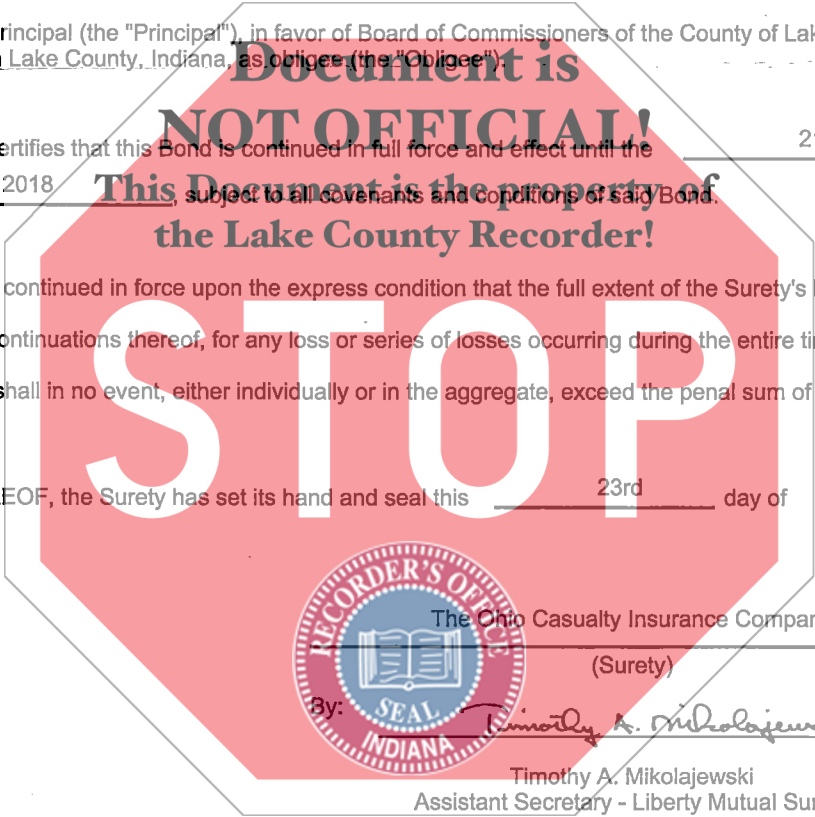 rincipal (the "Principal"), in favor of Board of Commissioners of the County of Lak
Lake County, Indiana, as obligee (the "Obligee").
Document is
NOT OFFICIAL!
ertifies that this Bond is continued in full force and effect until the 2
2018, subject to all covenants and conditions of said Bond.
This Document is the property of
the Lake County Recorder!
continued in force upon the express condition that the full extent of the Surety's
ontinuations thereof, for any loss or series of losses occurring during the entire ti
hall in no event, either individually or in the aggregate, exceed the penal sum of
STOP
EOF, the Surety has set its hand and seal this 23rd day of
RECORDER'S OFFICE
SEAL
INDIANA
The Ohio Casualty Insurance Compan
(Surety)
By: Timothy A. Mikolajew
Timothy A. Mikolajewski
Assistant Secretary - Liberty Mutual Sur